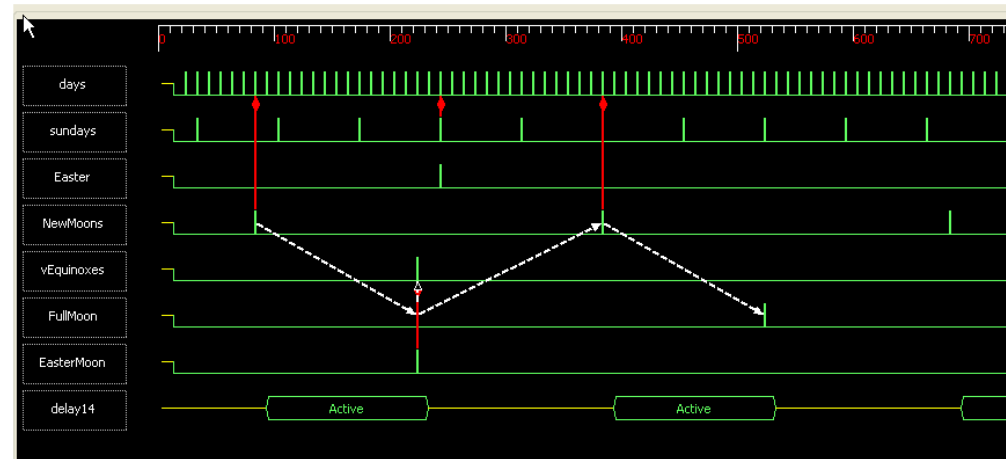 0 100 200 300 400 500 600 700
days
sundays
Easter
NewMoons
vEquinoxes
FullMoon
EasterMoon
delay14 Active Active